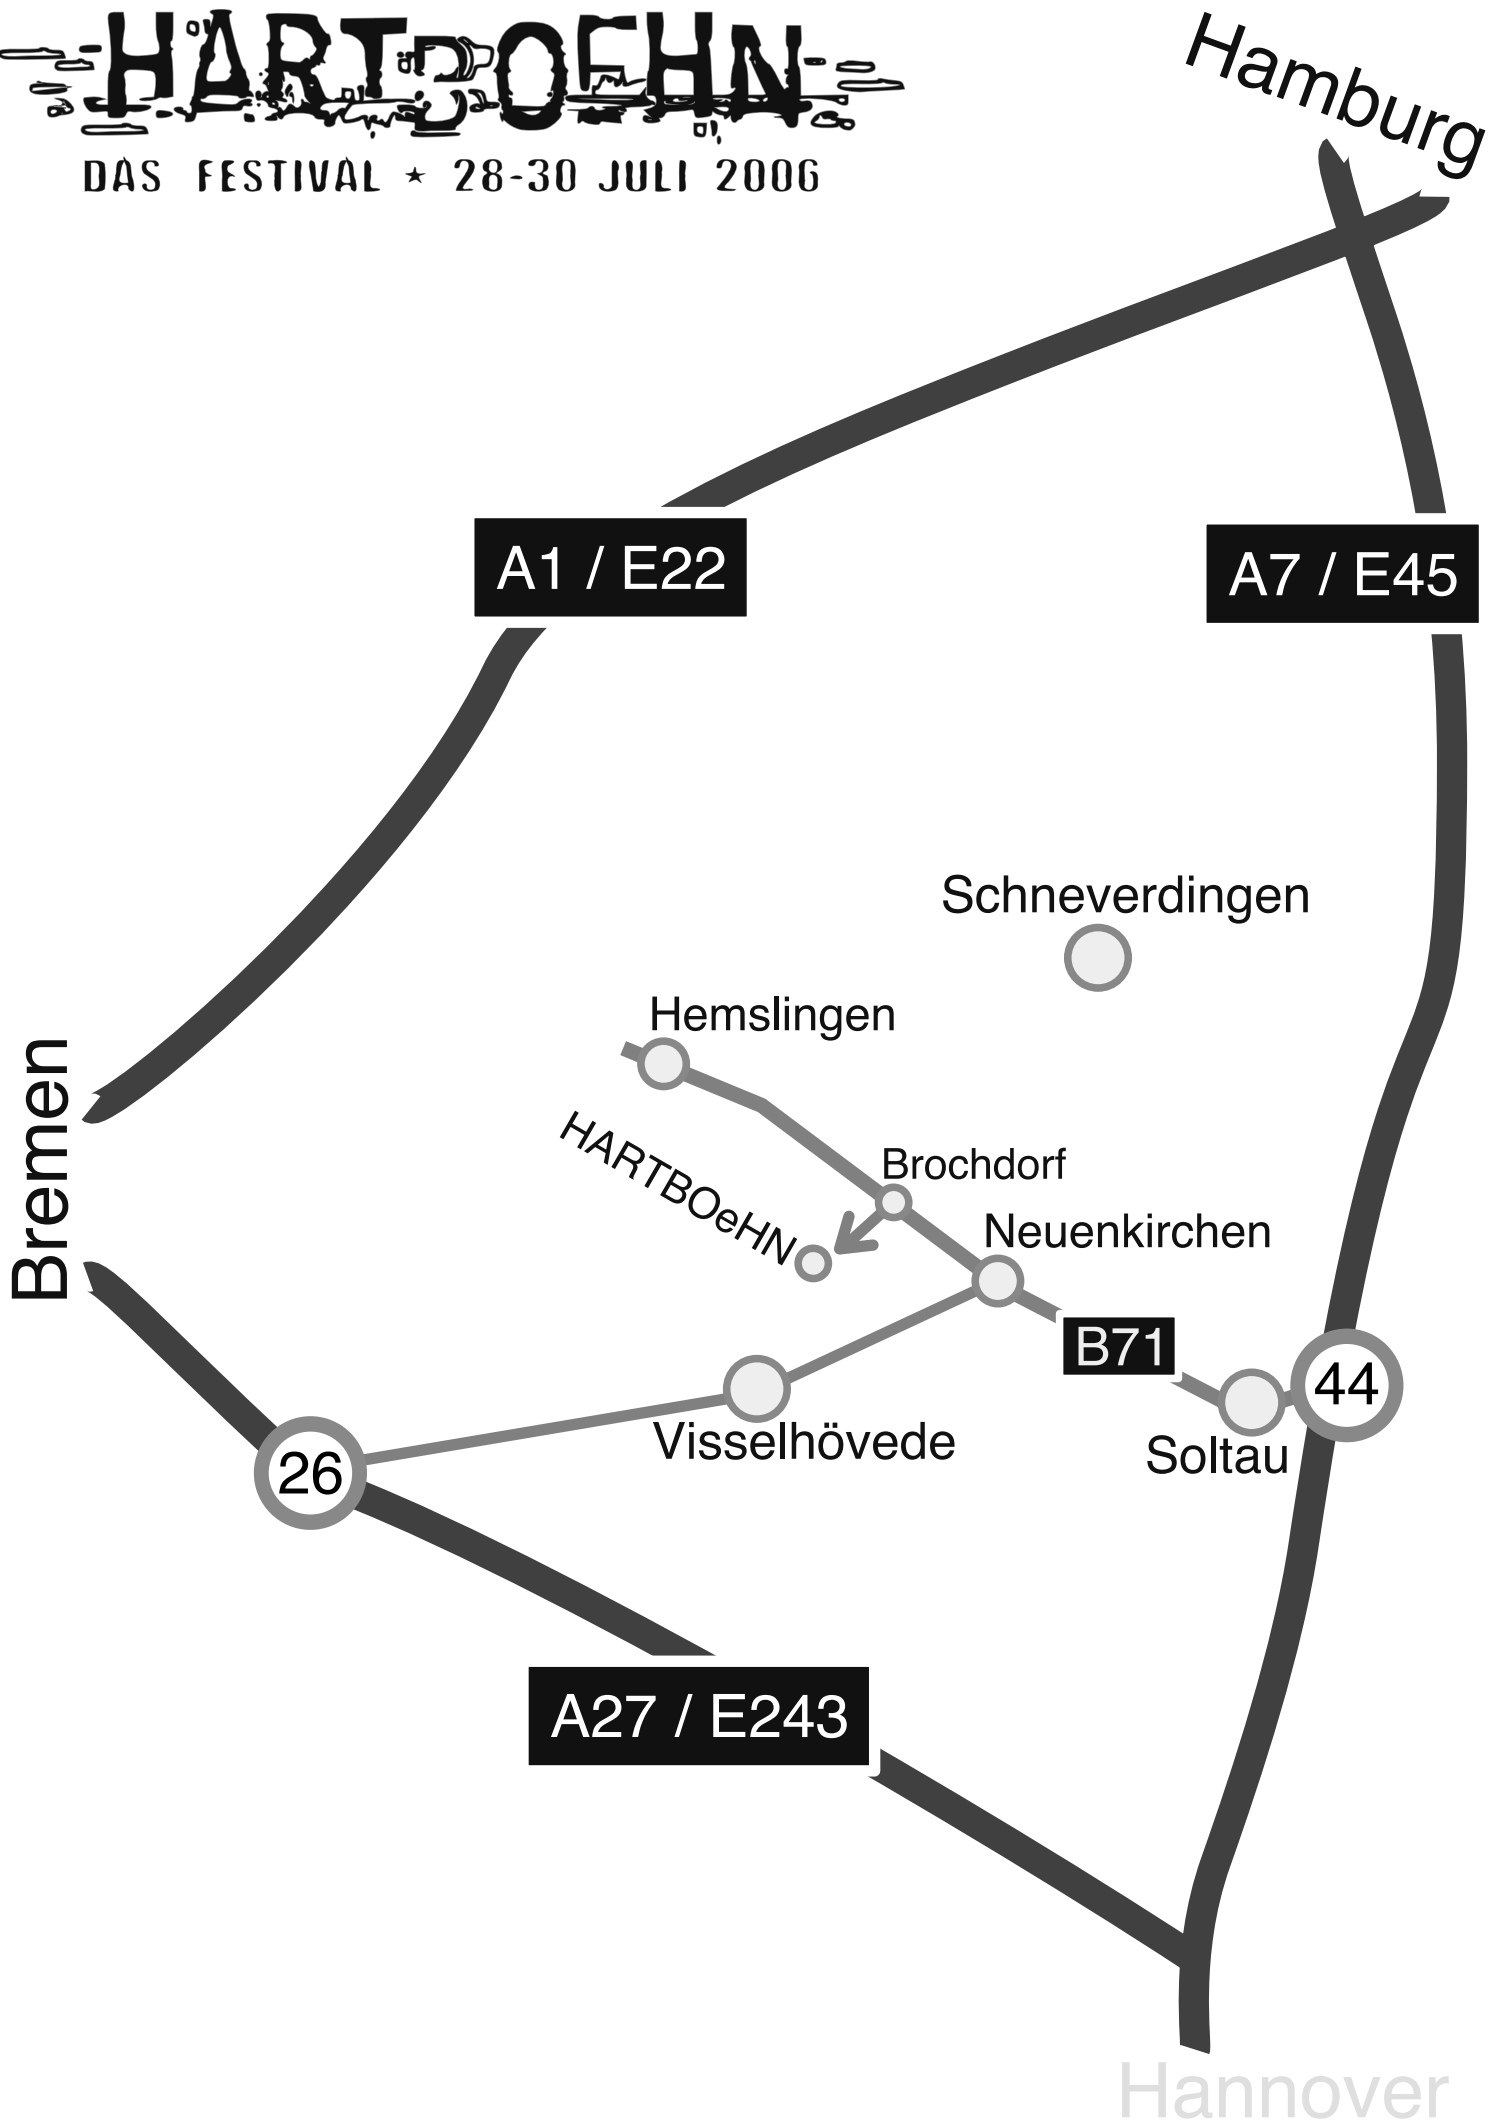 HARTBOEHN
DAS FESTIVAL ★ 28-30 JULI 2006
Hamburg
A1 / E22
A7 / E45
Schneverdingen
Hemslingen
Bremen
HARTBOeHN
Brochdorf
Neuenkirchen
B71
44
Visselhövede
Soltau
26
A27 / E243
Hannover